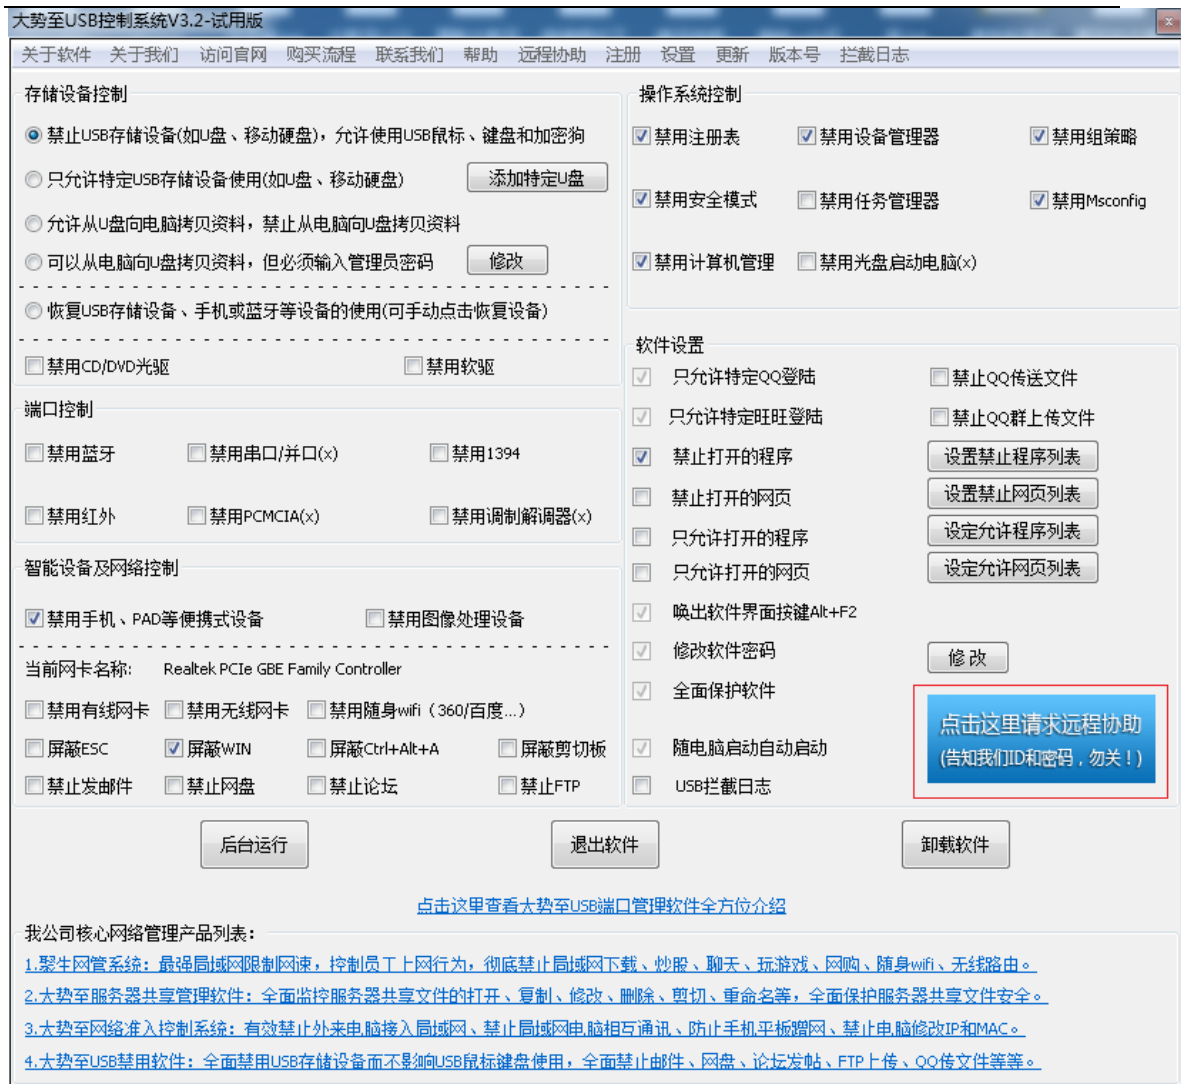 大势至USB控制系统V3.2-试用版
关于软件 关于我们 访问官网 购买流程 联系我们 帮助 远程协助 注册 设置 更新 版本号 拦截日志
存储设备控制
禁止USB存储设备(如U盘、移动硬盘)，允许使用USB鼠标、键盘和加密狗
只允许特定USB存储设备使用(如U盘、移动硬盘) 添加特定U盘
允许从U盘向电脑拷贝资料，禁止从电脑向U盘拷贝资料
可以从电脑向U盘拷贝资料，但必须输入管理员密码 修改
恢复USB存储设备、手机或蓝牙等设备的使用(可手动点击恢复设备)
禁用CD/DVD光驱 禁用软驱
端口控制
禁用蓝牙 禁用串口/并口(x) 禁用1394
禁用红外 禁用PCMCIA(x) 禁用调制解调器(x)
智能设备及网络控制
禁用手机、PAD等便携式设备 禁用图像处理设备
当前网卡名称: Realtek PCIe GBE Family Controller
禁用有线网卡 禁用无线网卡 禁用随身wifi（360/百度...）
屏蔽ESC 屏蔽WIN 屏蔽Ctrl+Alt+A 屏蔽剪切板
禁止发邮件 禁止网盘 禁止论坛 禁止FTP
操作系统控制
禁用注册表 禁用设备管理器 禁用组策略
禁用安全模式 禁用任务管理器 禁用Msconfig
禁用计算机管理 禁用光盘启动电脑(x)
软件设置
只允许特定QQ登陆 禁止QQ传送文件
只允许特定旺旺登陆 禁止QQ群上传文件
禁止打开的程序 设置禁止程序列表
禁止打开的网页 设置禁止网页列表
只允许打开的程序 设定允许程序列表
只允许打开的网页 设定允许网页列表
唤出软件界面按键Alt+F2
修改软件密码 修改
全面保护软件
点击这里请求远程协助
(告知我们ID和密码，勿关！)
随电脑启动自动启动
USB拦截日志
后台运行 退出软件 卸载软件
点击这里查看大势至USB端口管理软件全方位介绍
我公司核心网络管理产品列表：
1.聚生网管系统：最强局域网限制网速，控制员工上网行为，彻底禁止局域网下载、炒股、聊天、玩游戏、网购、随身wifi、无线路由。
2.大势至服务器共享管理软件：全面监控服务器共享文件的打开、复制、修改、删除、剪切、重命名等，全面保护服务器共享文件安全。
3.大势至网络准入控制系统：有效禁止外来电脑接入局域网、禁止局域网电脑相互通讯、防止手机平板蹭网、禁止电脑修改IP和MAC。
4.大势至USB禁用软件：全面禁用USB存储设备而不影响USB鼠标键盘使用，全面禁止邮件、网盘、论坛发帖、FTP上传、QQ传文件等等。